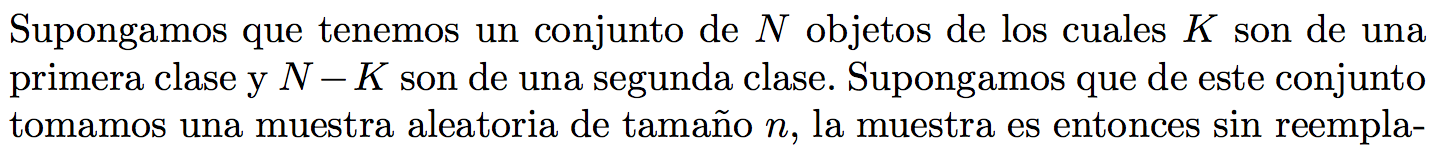 Supongamos que tenemos un conjunto de N objetos de los cuales K son de una
primera clase y N − K son de una segunda clase. Supongamos que de este conjunto
tomamos una muestra aleatoria de tamaño n, la muestra es entonces sin reempla-